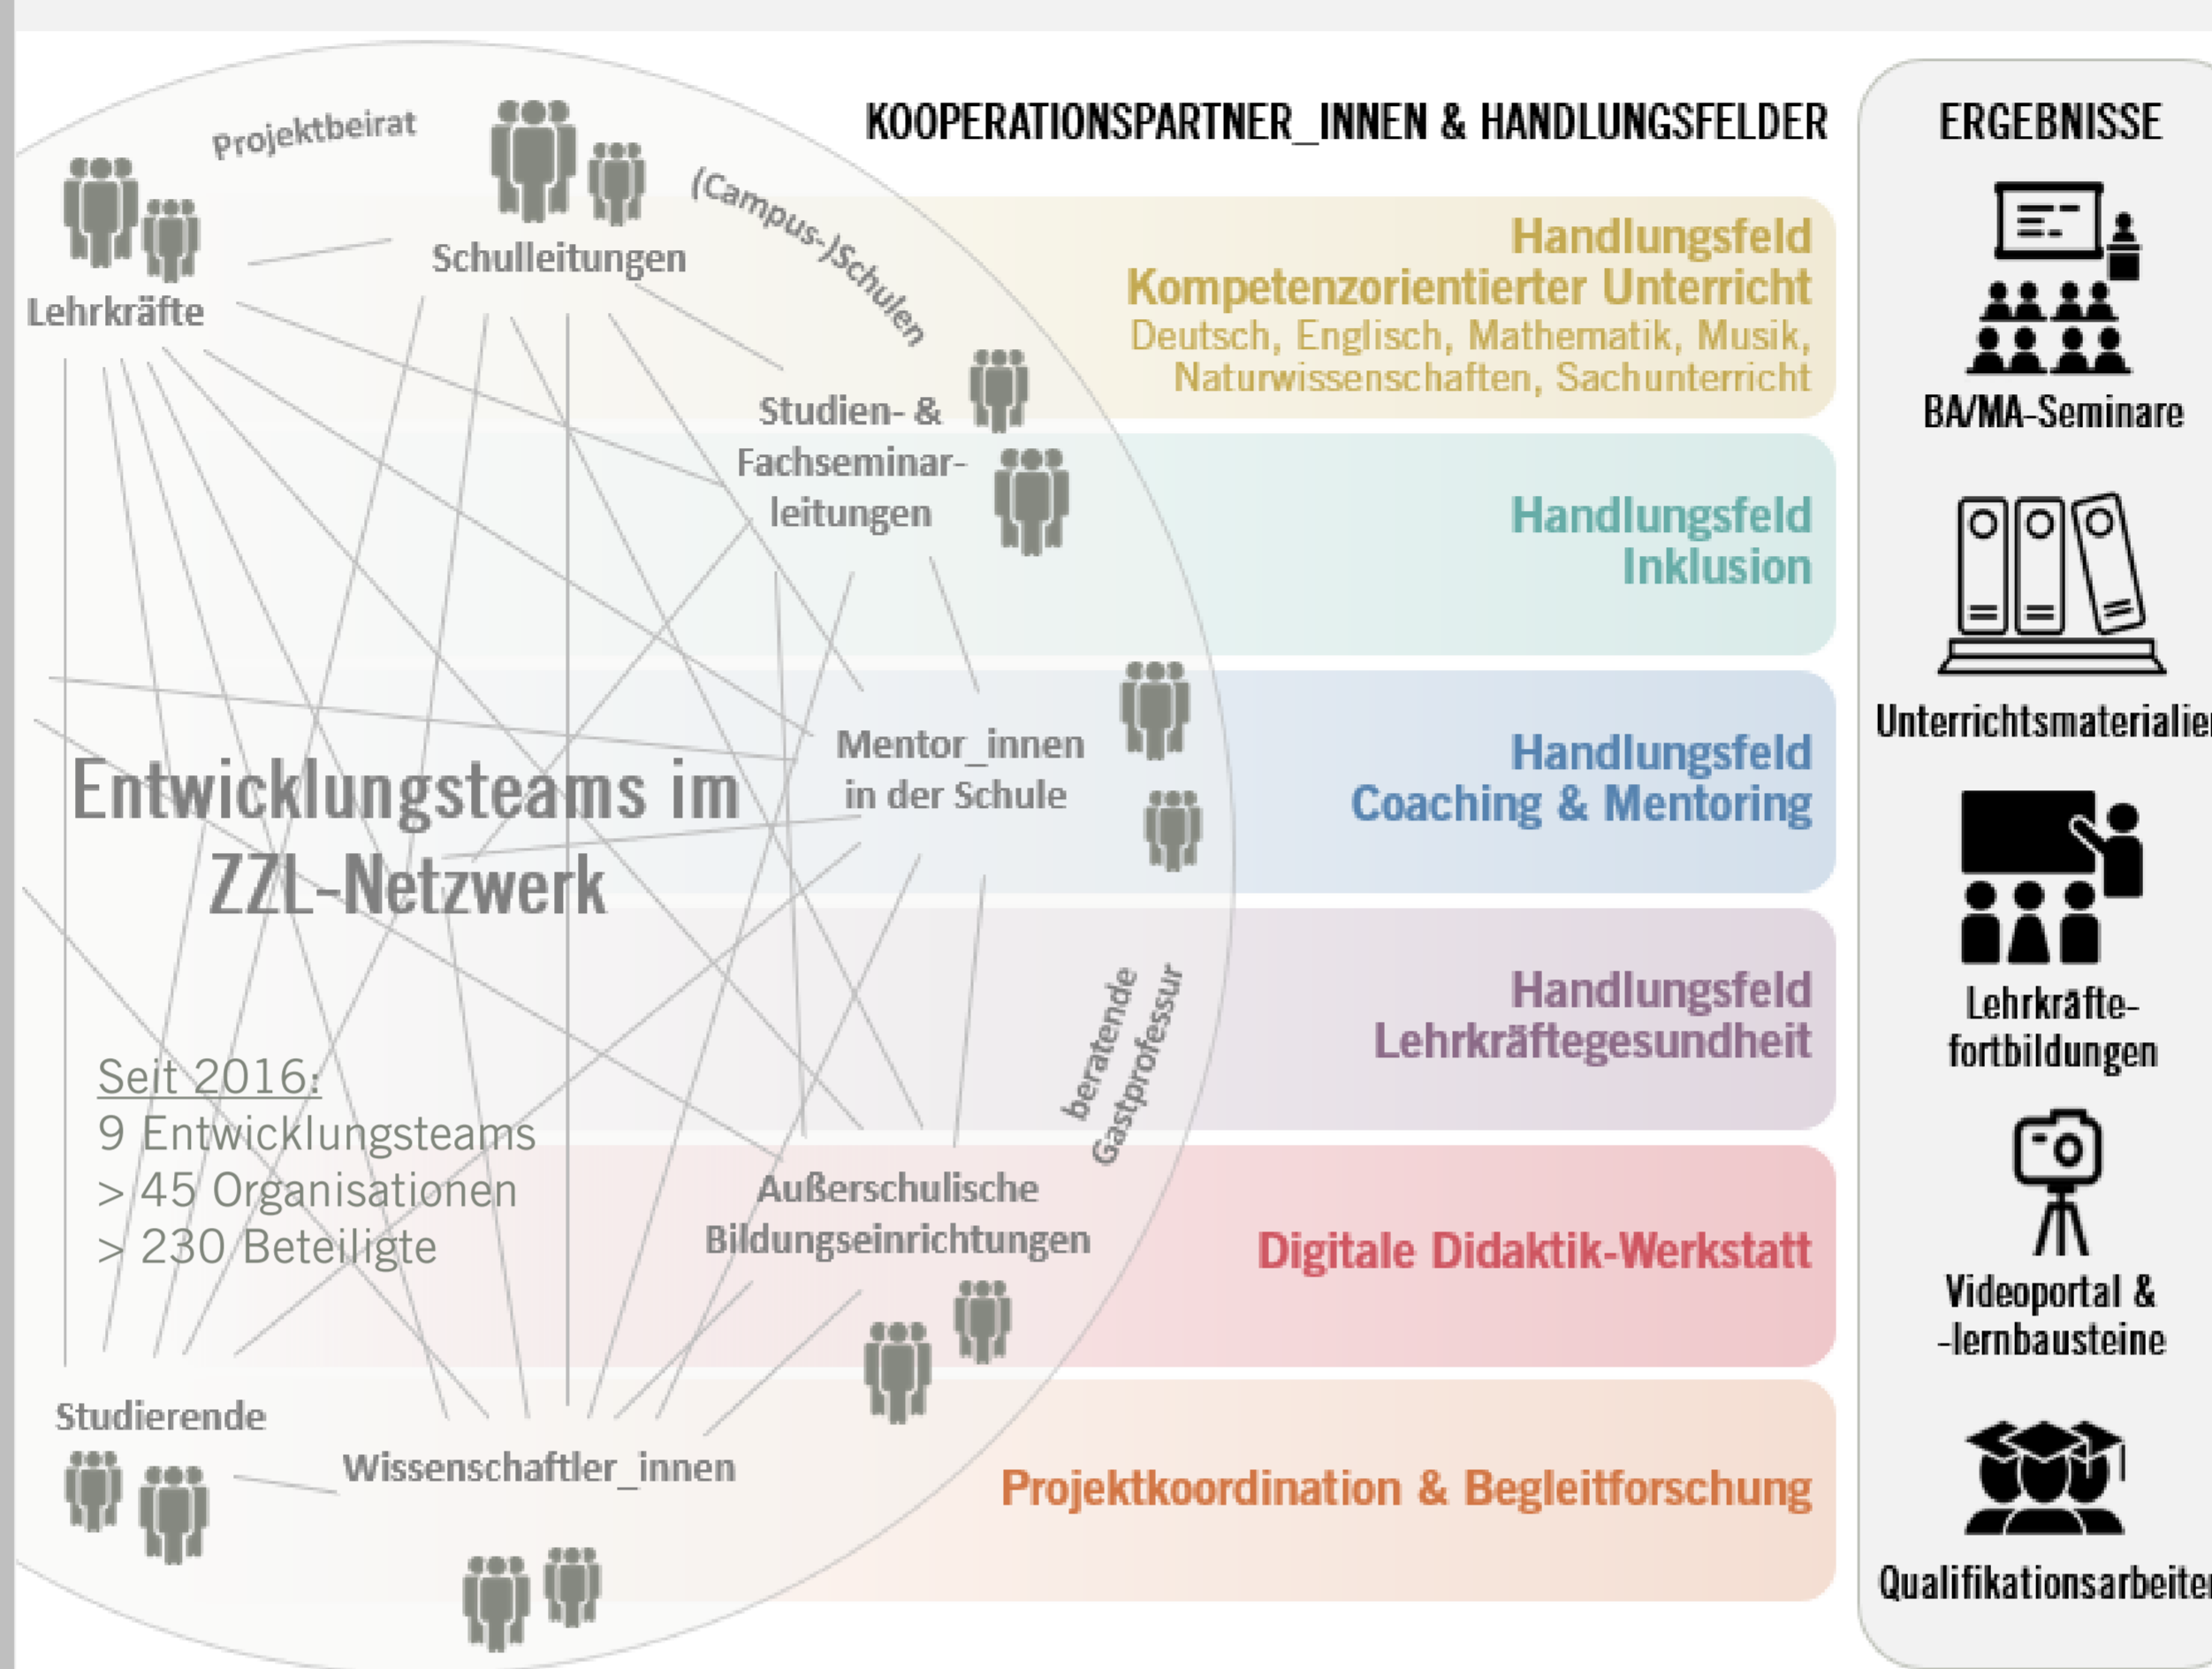 Projektbeirat
Schulleitungen
(Campus-)Schulen
Lehrkräfte
Studien- &
Fachseminar-
leitungen
Mentor_innen
in der Schule
Entwicklungsteams im
ZZL-Netzwerk
beratende
Gastprofessur
Seit 2016:
9 Entwicklungsteams
> 45 Organisationen
> 230 Beteiligte
Außerschulische
Bildungseinrichtungen
Studierende
Wissenschaftler_innen
KOOPERATIONSPARTNER_INNEN & HANDLUNGSFELDER
Handlungsfeld
Kompetenzorientierter Unterricht
Deutsch, Englisch, Mathematik, Musik,
Naturwissenschaften, Sachunterricht
Handlungsfeld
Inklusion
Handlungsfeld
Coaching & Mentoring
Handlungsfeld
Lehrkräftegesundheit
Digitale Didaktik-Werkstatt
Projektkoordination & Begleitforschung
ERGEBNISSE
BA/MA-Seminare
Unterrichtsmaterialien
Lehrkräfte-
fortbildungen
Videoportal &
-lernbausteine
Qualifikationsarbeiten